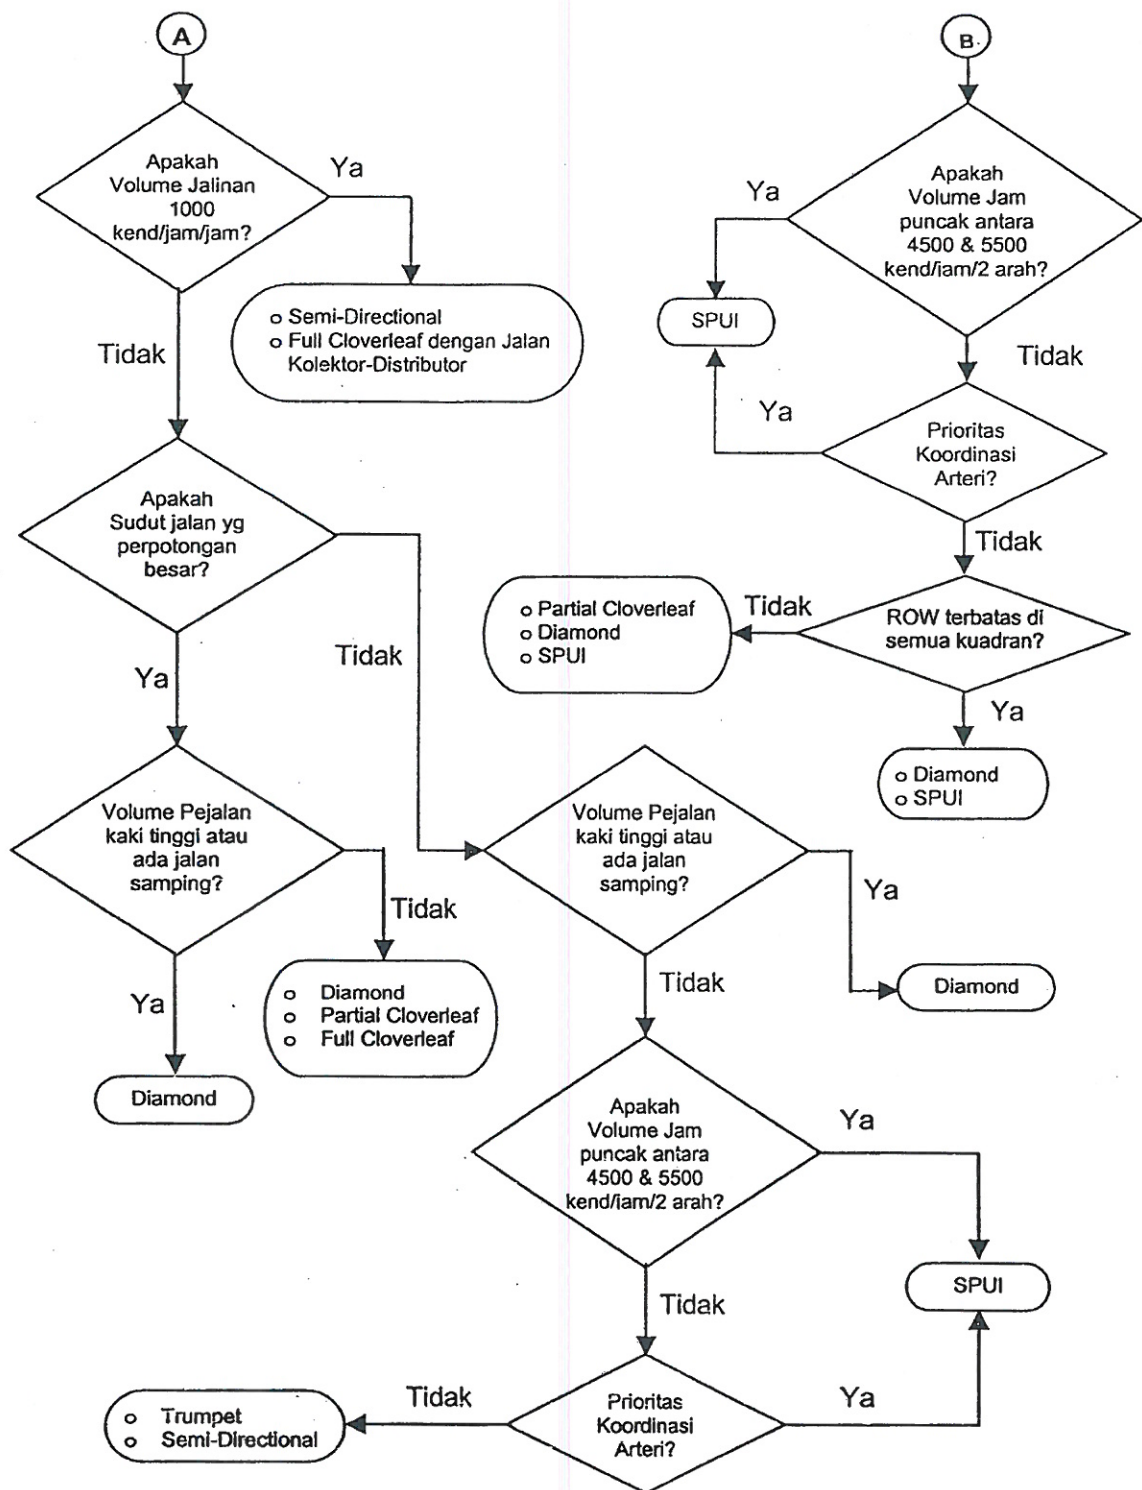 A
Apakah
Volume Jalinan
1000
kend/jam/jam?
Ya
o Semi-Directional
o Full Cloverleaf dengan Jalan
Kolektor-Distributor
Tidak
Apakah
Sudut jalan yg
perpotongan
besar?
Tidak
Ya
Volume Pejalan
kaki tinggi atau
ada jalan
samping?
Tidak
o Diamond
o Partial Cloverleaf
o Full Cloverleaf
Ya
Diamond
Volume Pejalan
kaki tinggi atau
ada jalan
samping?
Ya
Diamond
Tidak
Apakah
Volume Jam
puncak antara
4500 & 5500
kend/iam/2 arah?
Ya
SPUI
Tidak
Prioritas
Koordinasi
Arteri?
Ya
Tidak
o Trumpet
o Semi-Directional
B
Apakah
Volume Jam
puncak antara
4500 & 5500
kend/iam/2 arah?
Ya
SPUI
Tidak
Prioritas
Koordinasi
Arteri?
Ya
Tidak
ROW terbatas di
semua kuadran?
Tidak
o Partial Cloverleaf
o Diamond
o SPUI
Ya
o Diamond
o SPUI